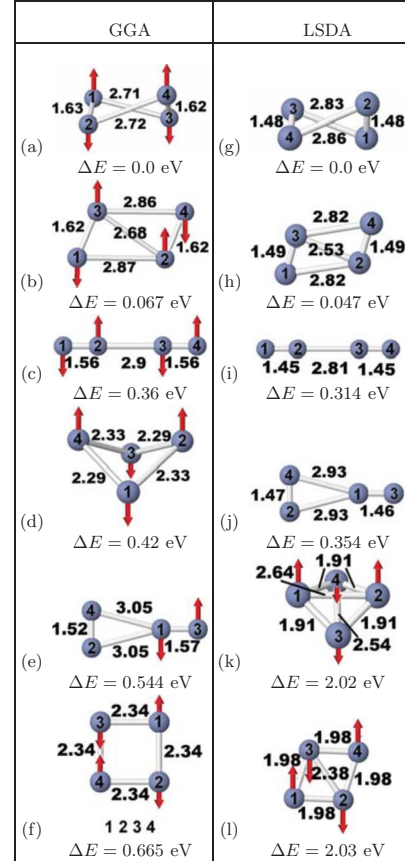 GGA LSDA
1 4 2.71 1.63 1.62 2 3 2.72
(a) ΔE = 0.0 eV
3 2.83 2 1.48 1.48 4 2.86 1
(g) ΔE = 0.0 eV
3 2.86 4 1.62 2.68 1.62 1 2.87 2
(b) ΔE = 0.067 eV
3 2.82 4 1.49 2.53 1.49 1 2.82 2
(h) ΔE = 0.047 eV
1 2 3 4
1.56 2.9 1.56
(c) ΔE = 0.36 eV
1 2 3 4
1.45 2.81 1.45
(i) ΔE = 0.314 eV
4 2.33 2.29 2 3 2.29 2.33 1
(d) ΔE = 0.42 eV
4 2.93 1.47 1 3 2 2.93 1.46
(j) ΔE = 0.354 eV
4 3.05 1.52 1 3 2 3.05 1.57
(e) ΔE = 0.544 eV
1.91 2.64 4 1 2 1.91 1.91 3 2.54
(k) ΔE = 2.02 eV
2.34 3 1 2.34 2.34 4 2.34 2
(f) 1 2 3 4
ΔE = 0.665 eV
1.98 3 4 1.98 2.38 1.98 1 2 1.98
(l) ΔE = 2.03 eV